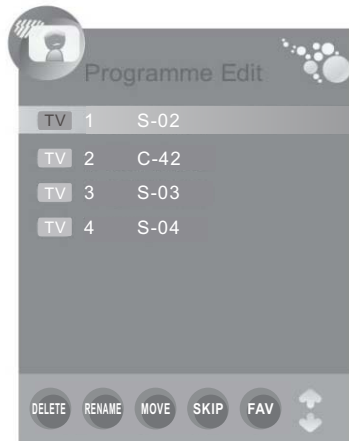 Programme Edit
TV 1 S-02
TV 2 C-42
TV 3 S-03
TV 4 S-04
DELETE RENAME MOVE SKIP FAV